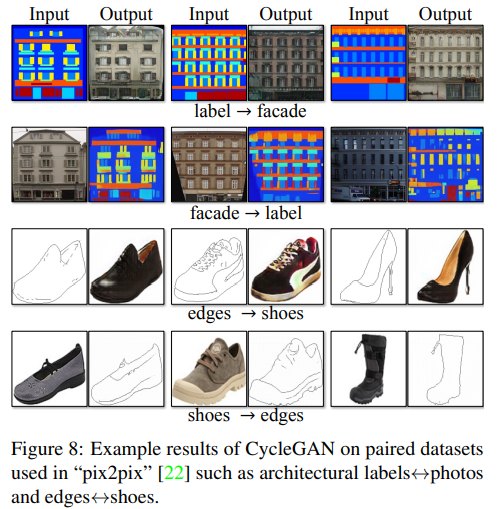 Input Output Input Output Input Output
label → facade
facade → label
edges → shoes
shoes → edges
Figure 8: Example results of CycleGAN on paired datasets
used in “pix2pix” [22] such as architectural labels↔photos
and edges↔shoes.